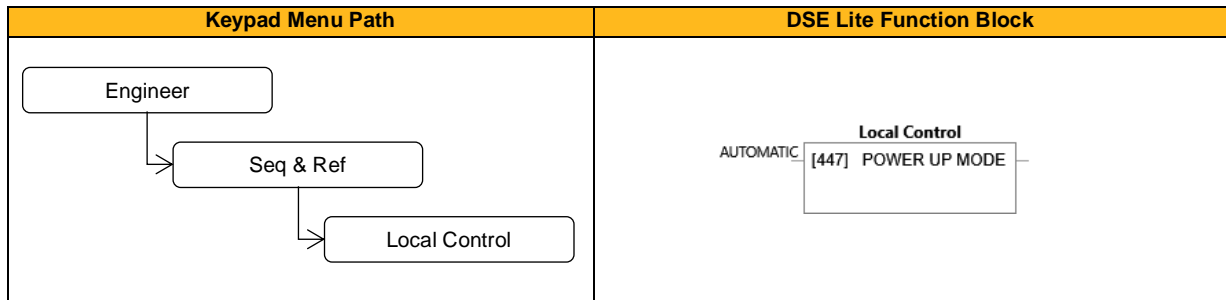 Keypad Menu Path
DSE Lite Function Block
Engineer
Seq & Ref
Local Control
Local Control
AUTOMATIC
[447] POWER UP MODE